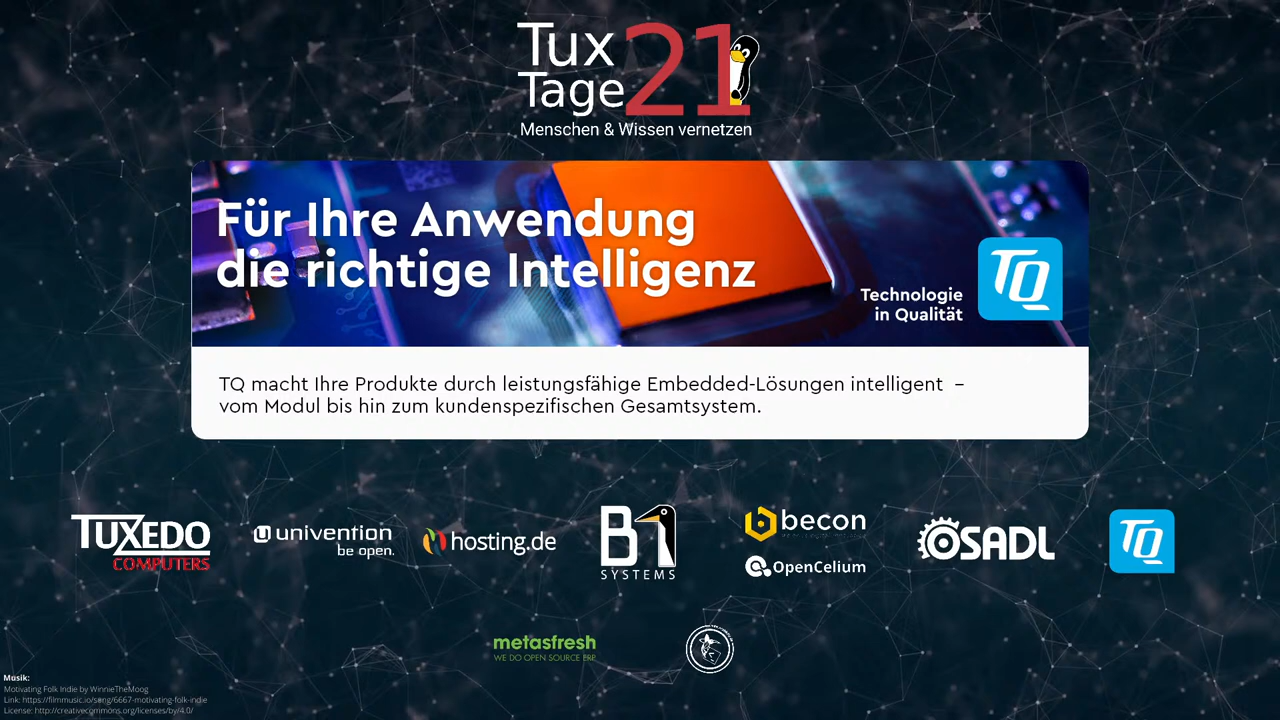 Tux
Tage
21
Menschen & Wissen vernetzen
Für Ihre Anwendung
die richtige Intelligenz
Technologie
in Qualität
TQ
TQ macht Ihre Produkte durch leistungsfähige Embedded-Lösungen intelligent –
vom Modul bis hin zum kundenspezifischen Gesamtsystem.
TUXEDO
COMPUTERS
univention
be open.
hosting.de
B1
SYSTEMS
becon
OpenCelium
OSADL
TQ
metasfresh
WE DO OPEN SOURCE ERP
Musik:
Motivating Folk Indie by WinnieTheMoog
Link: https://filmmusic.io/song/6667-motivating-folk-indie
License: http://creativecommons.org/licenses/by/4.0/